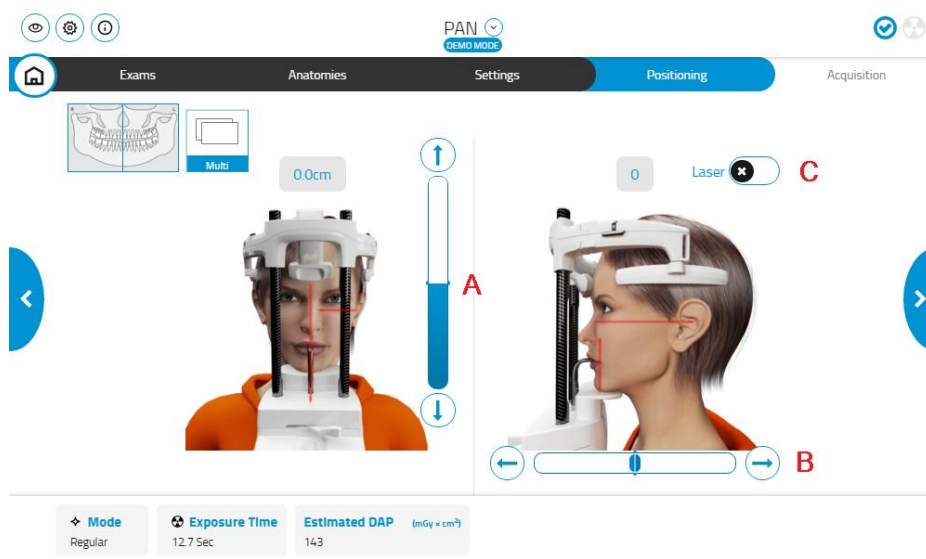 PAN
DEMO MODE
Exams Anatomies Settings Positioning Acquisition
R L
Multi
0.0cm
0 Laser C
A
B
Mode Exposure Time Estimated DAP (mGy × cm²)
Regular 12.7 Sec 143